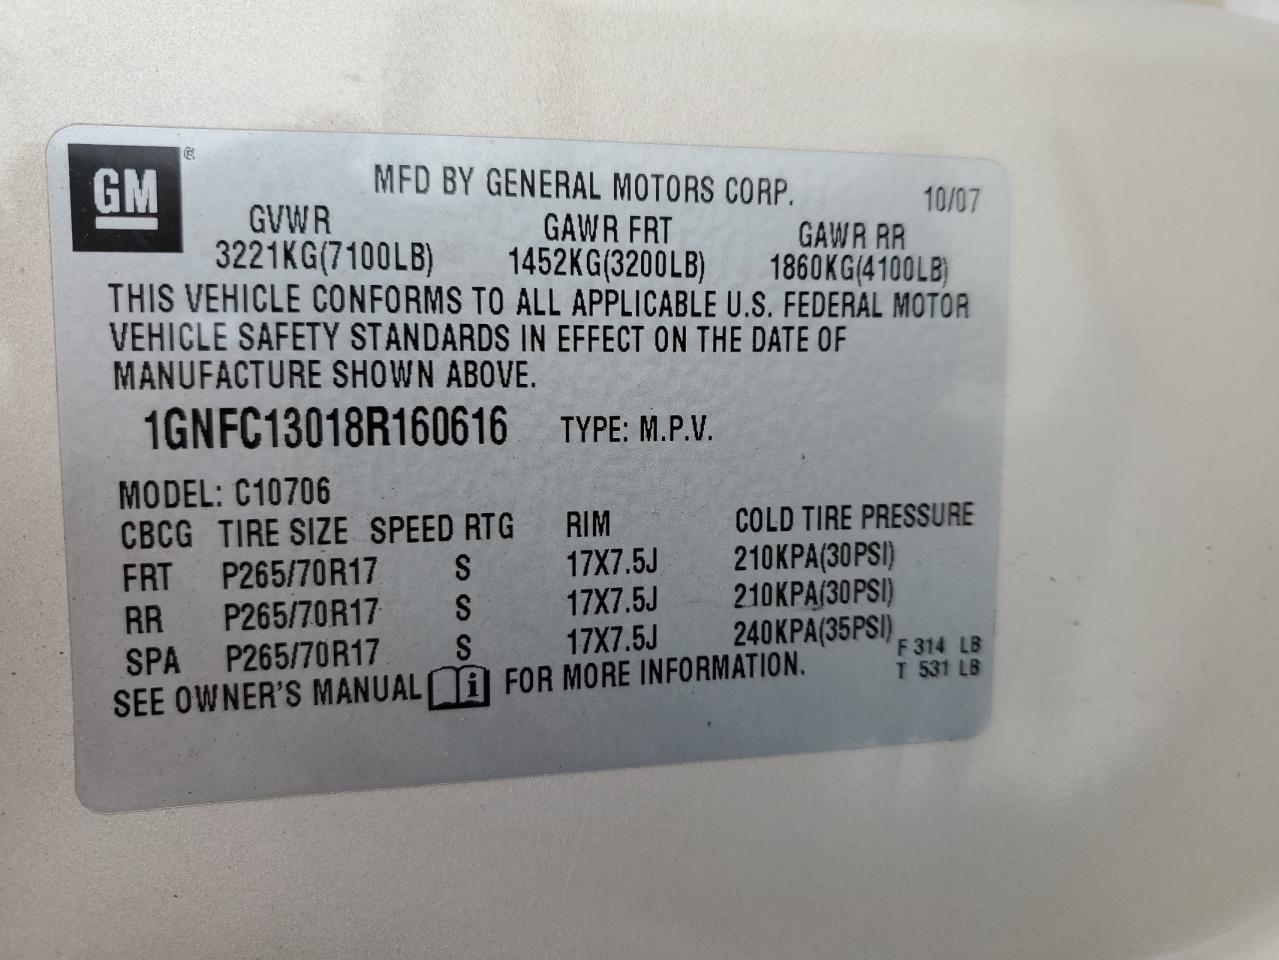 GM ®
MFD BY GENERAL MOTORS CORP. 10/07
GVWR GAWR FRT GAWR RR
3221KG(7100LB) 1452KG(3200LB) 1860KG(4100LB)
THIS VEHICLE CONFORMS TO ALL APPLICABLE U.S. FEDERAL MOTOR
VEHICLE SAFETY STANDARDS IN EFFECT ON THE DATE OF
MANUFACTURE SHOWN ABOVE.
1GNFC13018R160616 TYPE: M.P.V.
MODEL: C10706
CBCG TIRE SIZE SPEED RTG RIM COLD TIRE PRESSURE
FRT P265/70R17 S 17X7.5J 210KPA(30PSI)
RR P265/70R17 S 17X7.5J 210KPA(30PSI)
SPA P265/70R17 S 17X7.5J 240KPA(35PSI) F 314 LB
SEE OWNER'S MANUAL i FOR MORE INFORMATION. T 531 LB